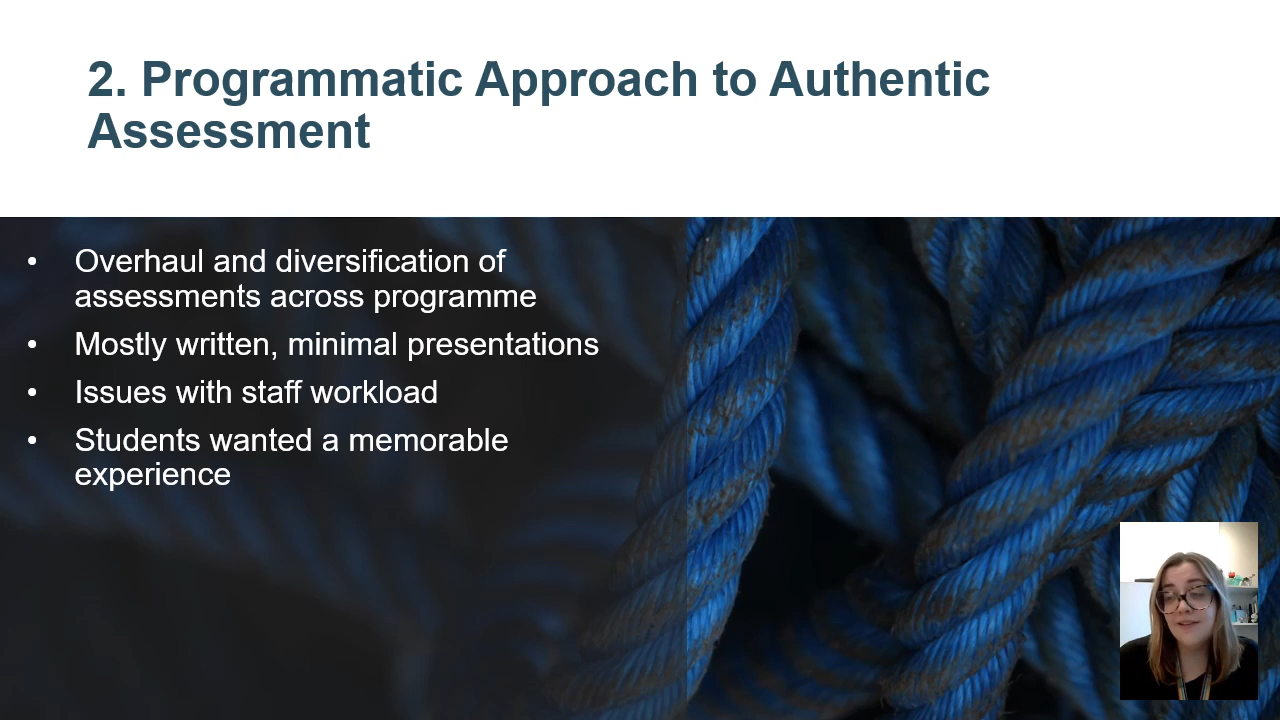 2. Programmatic Approach to Authentic
Assessment
• Overhaul and diversification of
assessments across programme
• Mostly written, minimal presentations
• Issues with staff workload
• Students wanted a memorable
experience